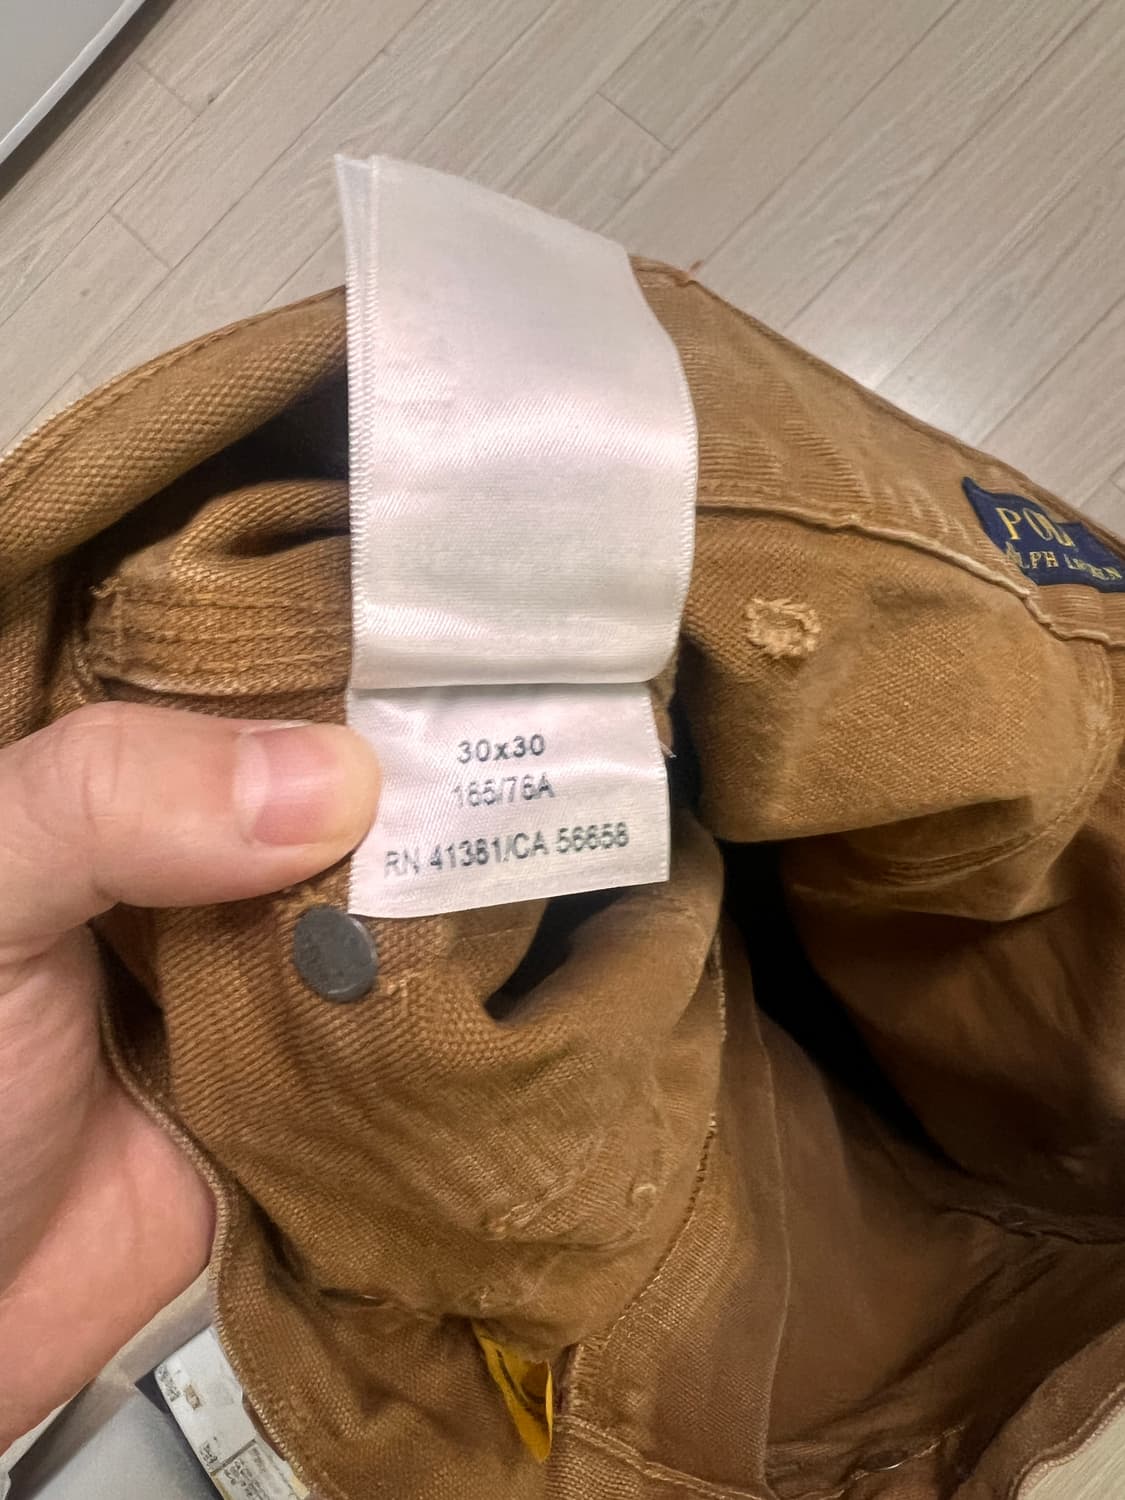 POLO
RALPH LAUREN
30x30
165/76A
RN 41381/CA 56658